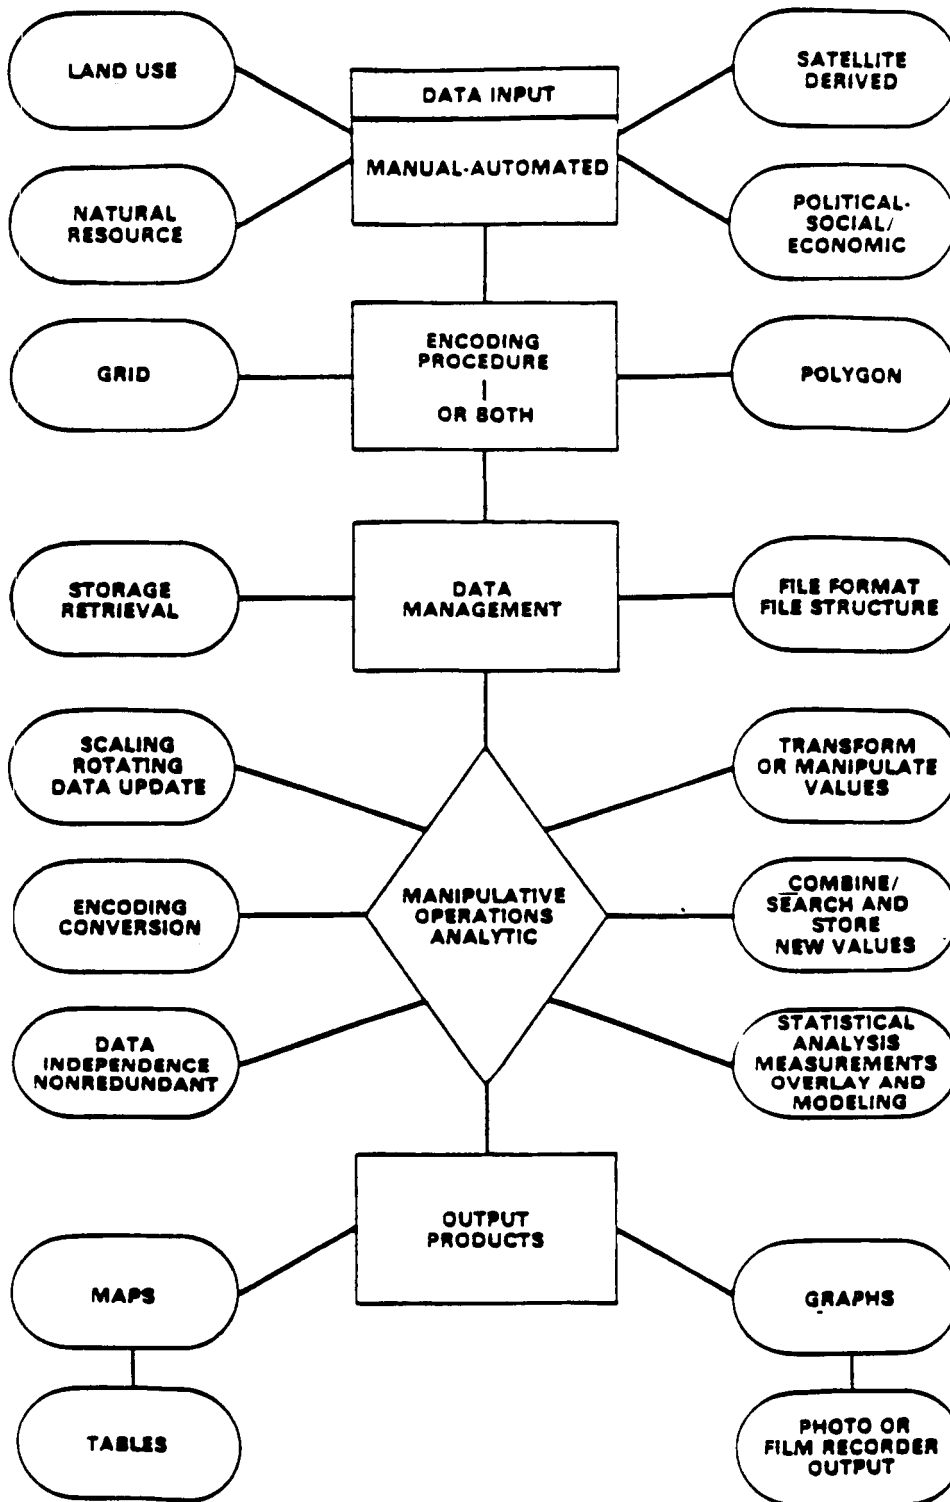 LAND USE
DATA INPUT
MANUAL-AUTOMATED
SATELLITE
DERIVED
NATURAL
RESOURCE
POLITICAL-
SOCIAL/
ECONOMIC
GRID
ENCODING
PROCEDURE
|
OR BOTH
POLYGON
STORAGE
RETRIEVAL
DATA
MANAGEMENT
FILE FORMAT
FILE STRUCTURE
SCALING
ROTATING
DATA UPDATE
TRANSFORM
OR MANIPULATE
VALUES
ENCODING
CONVERSION
MANIPULATIVE
OPERATIONS
ANALYTIC
COMBINE/
SEARCH AND
STORE
NEW VALUES
DATA
INDEPENDENCE
NONREDUNDANT
STATISTICAL
ANALYSIS
MEASUREMENTS
OVERLAY AND
MODELING
OUTPUT
PRODUCTS
MAPS
GRAPHS
TABLES
PHOTO OR
FILM RECORDER
OUTPUT